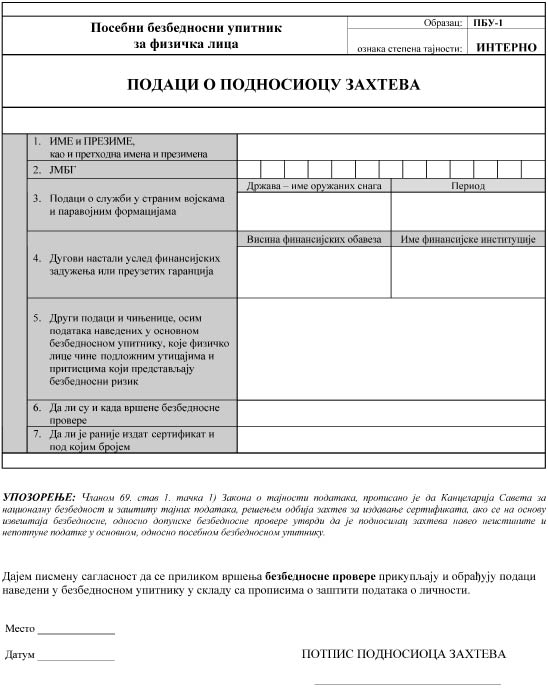 Посебни безбедносни упитник
за физичка лица
Образац: ПБУ-1
ознака степена тајности: ИНТЕРНО
ПОДАЦИ О ПОДНОСИОЦУ ЗАХТЕВА
1. ИМЕ и ПРЕЗИМЕ,
као и претходна имена и презимена
2. ЈМБГ
3. Подаци о служби у страним војскама
и паравојним формацијама
Држава – име оружаних снага
Период
4. Дугови настали услед финансијских
задужења или преузетих гаранција
Висина финансијских обавеза
Име финансијске институције
5. Други подаци и чињенице, осим
података наведених у основном
безбедносном упитнику, које физичко
лице чине подложним утицајима и
притисцима који представљају
безбедносни ризик
6. Да ли су и када вршене безбедносне
провере
7. Да ли је раније издат сертификат и
под којим бројем
УПОЗОРЕЊЕ: Чланом 69. став 1. тачка 1) Закона о тајности података, прописано је да Канцеларија Савета за
националну безбедност и заштиту тајних података, решењем одбија захтев за издавање сертификата, ако се на основу
извештаја безбедносне, односно допунске безбедносне провере утврди да је подносилац захтева навео неистините и
непотпуне податке у основном, односно посебном безбедносном упитнику.
Дајем писмену сагласност да се приликом вршења безбедносне провере прикупљају и обрађују подаци
наведени у безбедносном упитнику у складу са прописима о заштити података о личности.
Место
Датум
ПОТПИС ПОДНОСИОЦА ЗАХТЕВА